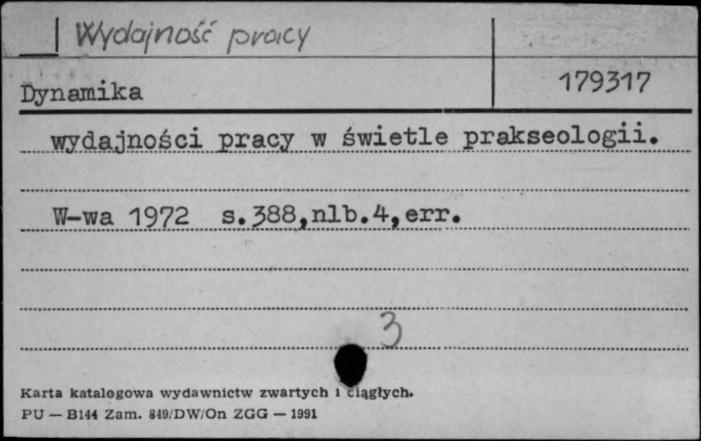 Wydajność pracy
Dynamika
179317
wydajności pracy w świetle prakseologii.
W-wa 1972 s.388,nlb.4,err.
3
Karta katalogowa wydawnictw zwartych i ciągłych.
PU — B144 Zam. 849/DW/On ZGG — 1991